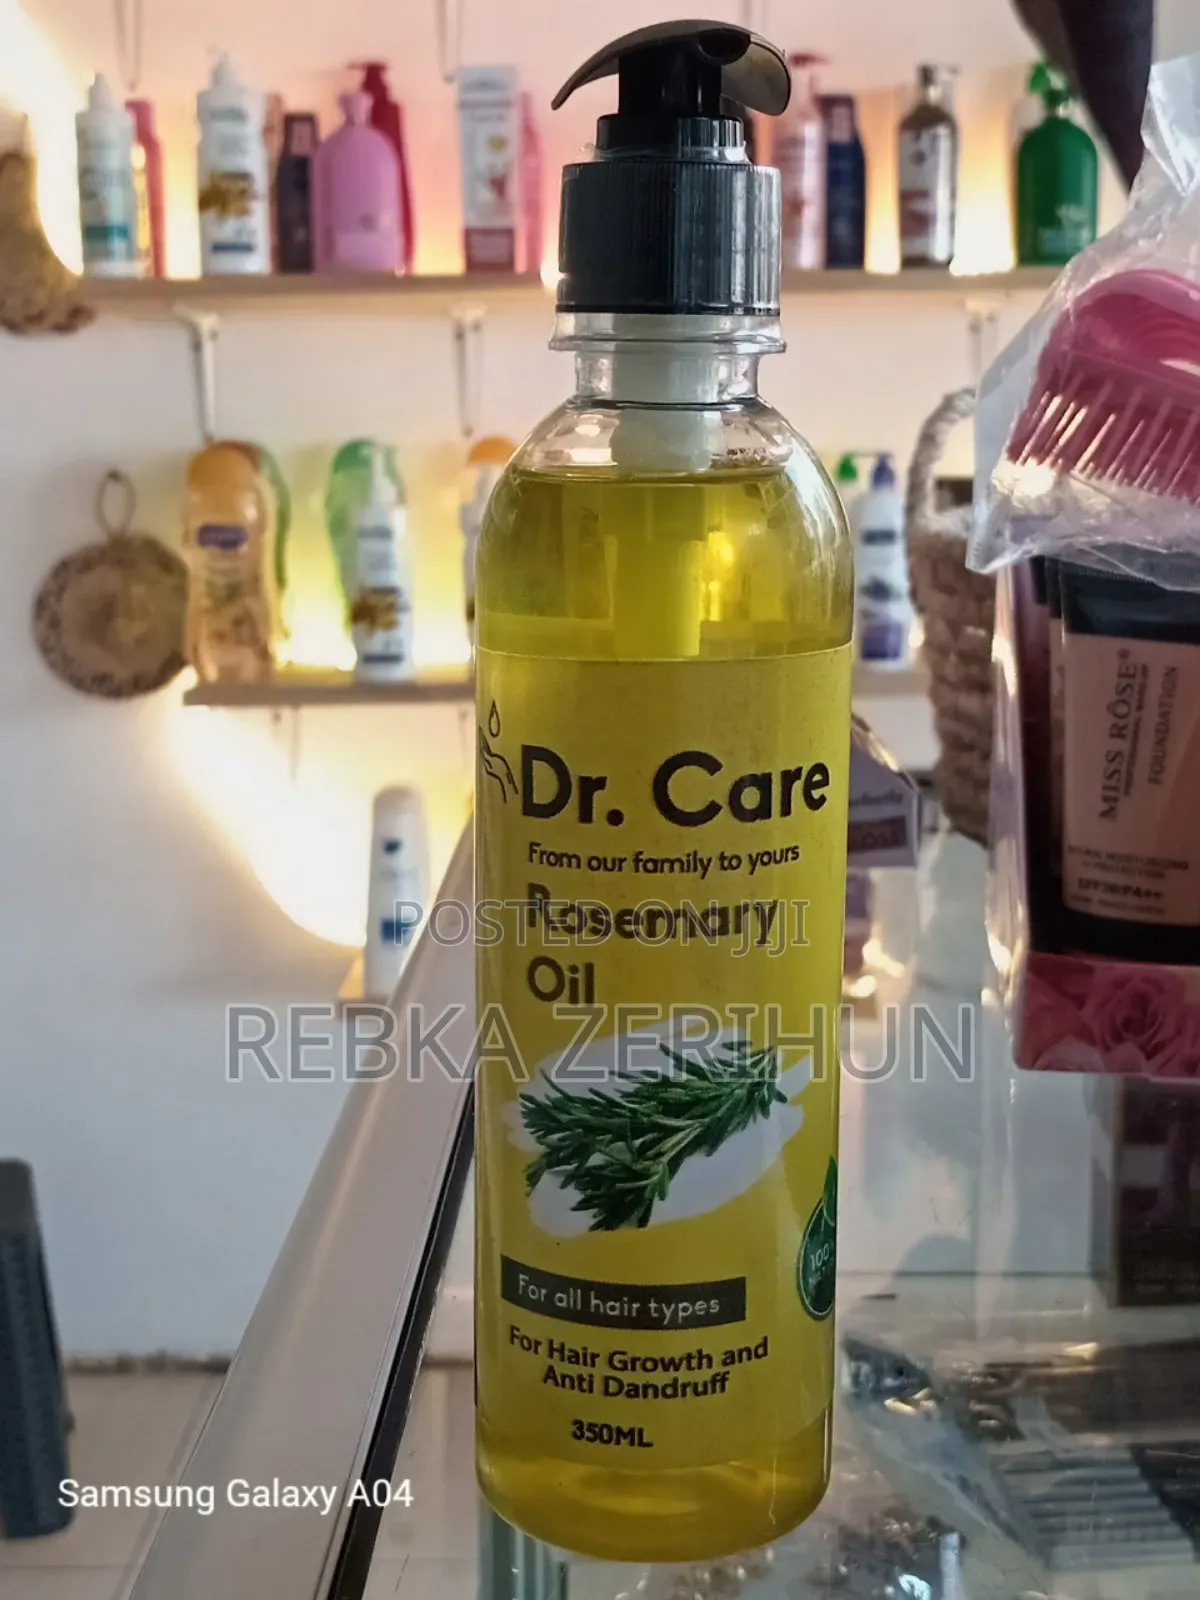 Dr. Care
From our family to yours
Rosemary
Oil
POSTED ON JIJI
REBKA ZERIHUN
For all hair types
For Hair Growth and
Anti Dandruff
350ML
MISS RÔSE
FOUNDATION
Samsung Galaxy A04